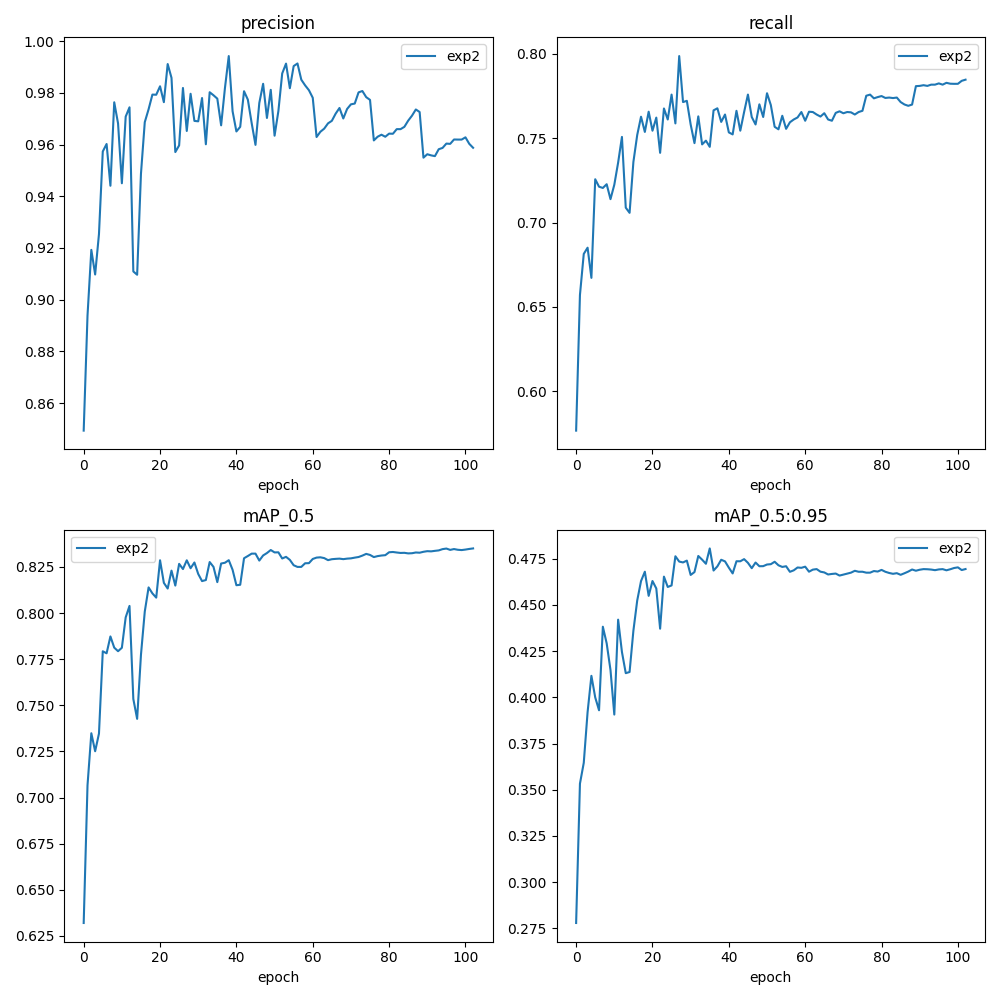 precision
exp2
1.00
0.98
0.96
0.94
0.92
0.90
0.88
0.86
0 20 40 60 80 100
epoch
recall
exp2
0.80
0.75
0.70
0.65
0.60
0 20 40 60 80 100
epoch
mAP_0.5
exp2
0.825
0.800
0.775
0.750
0.725
0.700
0.675
0.650
0.625
0 20 40 60 80 100
epoch
mAP_0.5:0.95
exp2
0.475
0.450
0.425
0.400
0.375
0.350
0.325
0.300
0.275
0 20 40 60 80 100
epoch